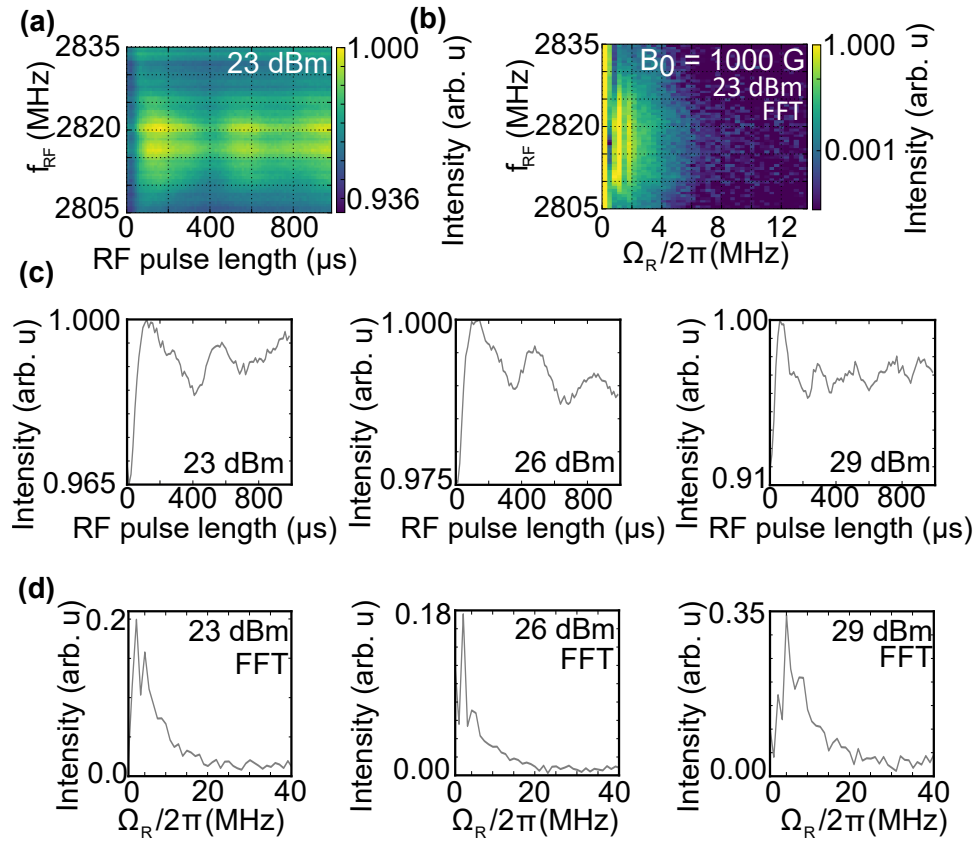 (a)
2835
2820
2805
f_RF (MHz)
23 dBm
0
400
800
RF pulse length (µs)
1.000
0.936
Intensity (arb. u)
(b)
2835
2820
2805
f_RF (MHz)
B₀ = 1000 G
23 dBm
FFT
0
4
8
12
Ω_R/2π(MHz)
1.000
0.001
Intensity (arb. u)
(c)
1.000
0.965
Intensity (arb. u)
23 dBm
0
400
800
RF pulse length (µs)
1.000
0.975
Intensity (arb. u)
26 dBm
0
400
800
RF pulse length (µs)
1.00
0.91
Intensity (arb. u)
29 dBm
0
400
800
RF pulse length (µs)
(d)
0.2
0.0
Intensity (arb. u)
23 dBm
FFT
0
20
40
Ω_R/2π(MHz)
0.18
0.00
Intensity (arb. u)
26 dBm
FFT
0
20
40
Ω_R/2π(MHz)
0.35
0.00
Intensity (arb. u)
29 dBm
FFT
0
20
40
Ω_R/2π(MHz)